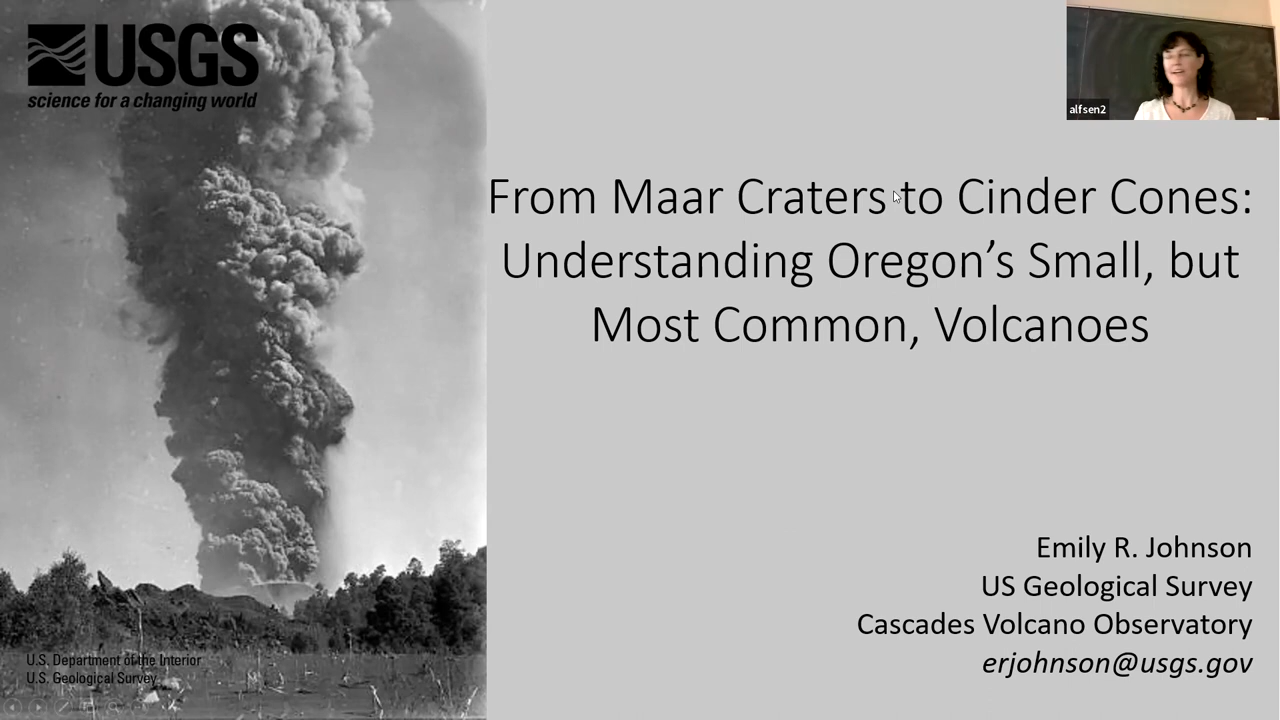 USGS
science for a changing world
alfsen2
From Maar Craters to Cinder Cones:
Understanding Oregon’s Small, but
Most Common, Volcanoes
Emily R. Johnson
US Geological Survey
Cascades Volcano Observatory
erjohnson@usgs.gov
U.S. Department of the Interior
U.S. Geological Survey